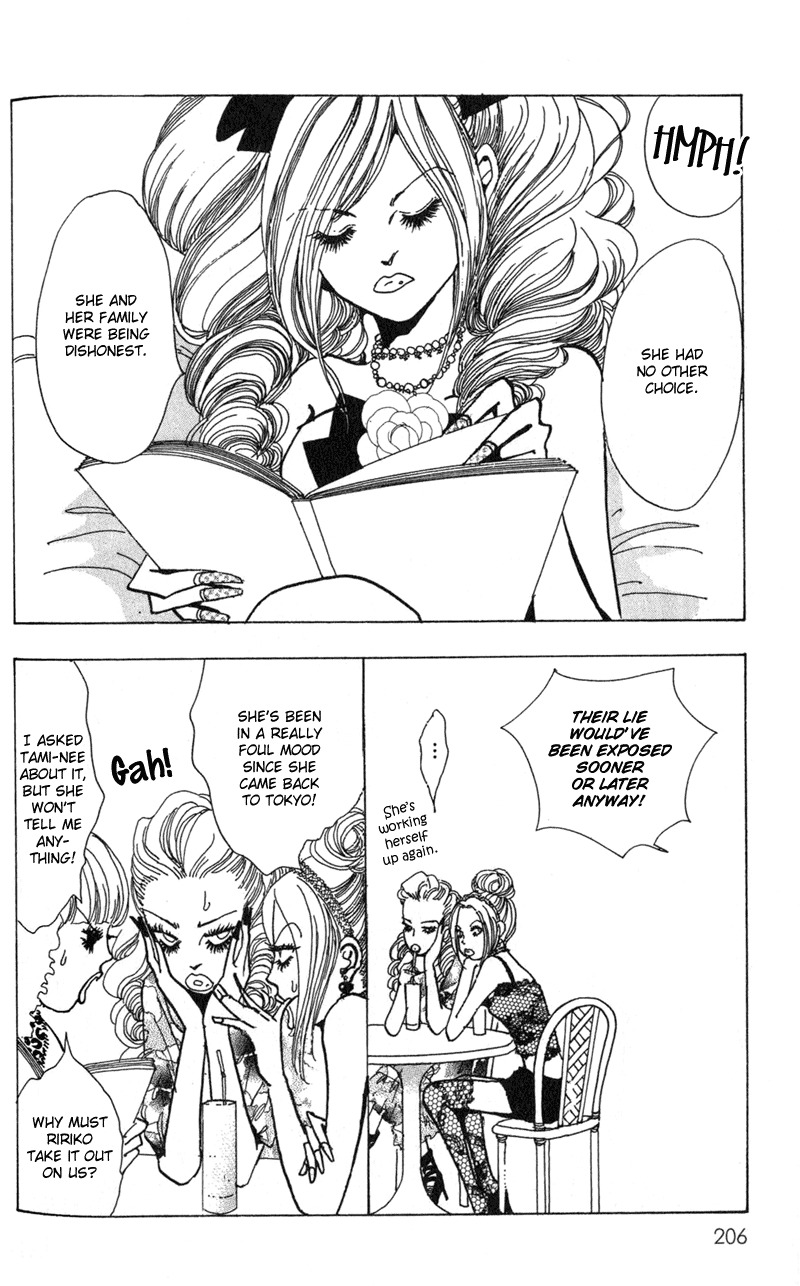 HMPH!
SHE HAD
NO OTHER
CHOICE.
SHE AND
HER FAMILY
WERE BEING
DISHONEST.
THEIR LIE
WOULD'VE
BEEN EXPOSED
SOONER
OR LATER
ANYWAY!
...
She's
working
herself
up again.
SHE'S BEEN
IN A REALLY
FOUL MOOD
SINCE SHE
CAME BACK
TO TOKYO!
Gah!
I ASKED
TAMI-NEE
ABOUT IT,
BUT SHE
WON'T
TELL ME
ANY-
THING!
WHY MUST
RIRIKO
TAKE IT OUT
ON US?
206